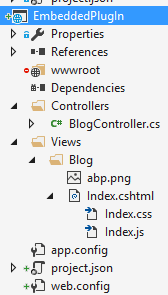 project.json
EmbeddedPlugIn
Properties
References
wwwroot
Dependencies
Controllers
BlogController.cs
Views
Blog
abp.png
Index.cshtml
Index.css
Index.js
app.config
project.json
web.config